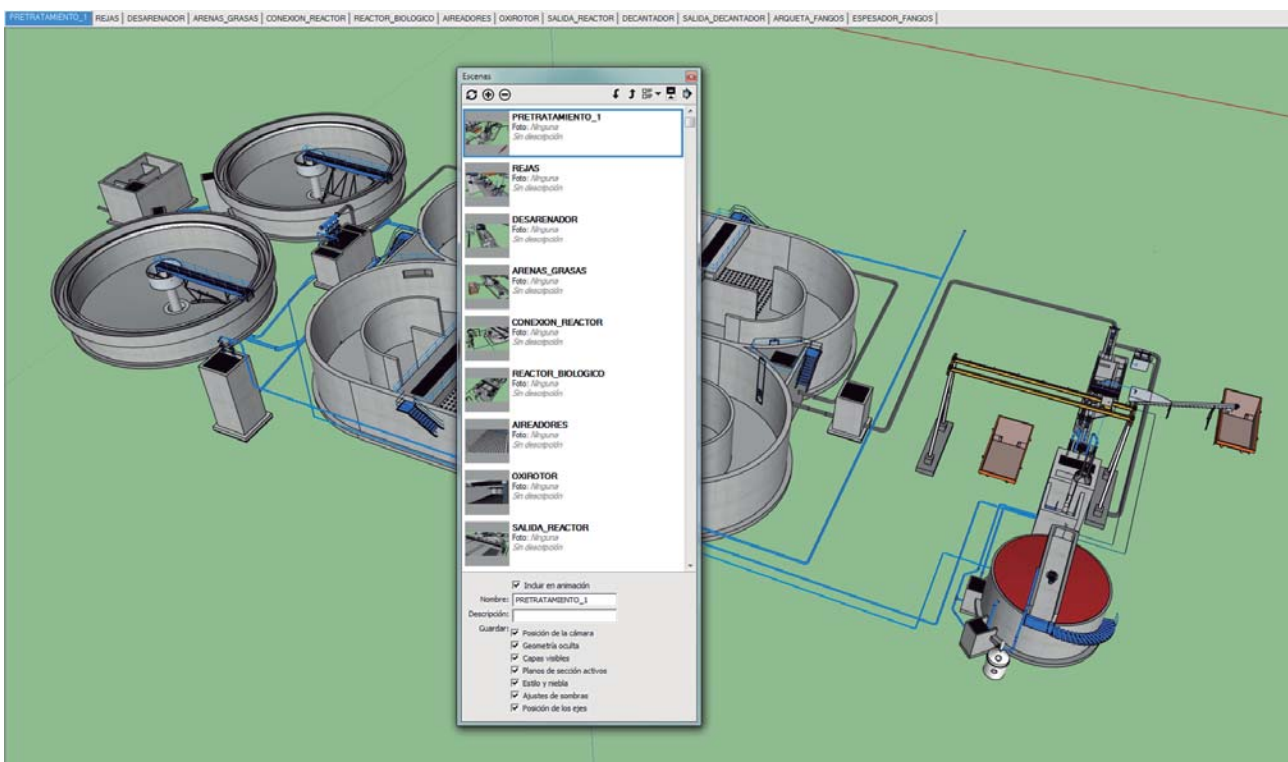 PRETRATAMIENTO_1 REJAS DESARENADOR ARENAS_GRASAS CONEXION_REACTOR REACTOR_BIOLOGICO AIREADORES OXIROTOR SALIDA_REACTOR DECANTADOR SALIDA_DECANTADOR ARQUETA_FANGOS ESPESADOR_FANGOS
Escenas
PRETRATAMIENTO_1
Foto: Ninguna
Sin descripción
REJAS
Foto: Ninguna
Sin descripción
DESARENADOR
Foto: Ninguna
Sin descripción
ARENAS_GRASAS
Foto: Ninguna
Sin descripción
CONEXION_REACTOR
Foto: Ninguna
Sin descripción
REACTOR_BIOLOGICO
Foto: Ninguna
Sin descripción
AIREADORES
Foto: Ninguna
Sin descripción
OXIROTOR
Foto: Ninguna
Sin descripción
SALIDA_REACTOR
Foto: Ninguna
Sin descripción
Incluir en animación
Nombre: PRETRATAMIENTO_1
Descripción:
Guardar: Posición de la cámara
Geometría oculta
Capas visibles
Planos de sección activos
Estilo y niebla
Ajustes de sombras
Posición de los ejes